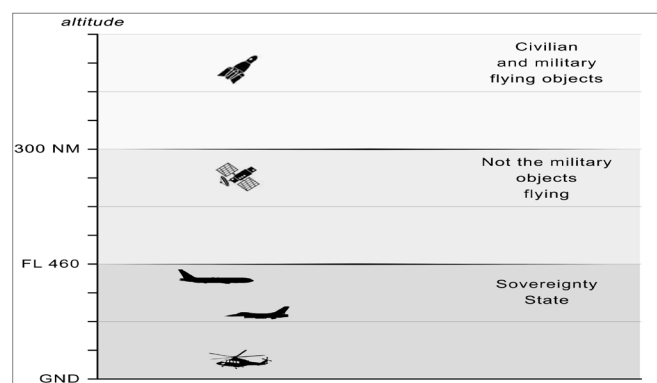 altitude
Civilian
and military
flying objects
300 NM
Not the military
objects
flying
FL 460
Sovereignty
State
GND